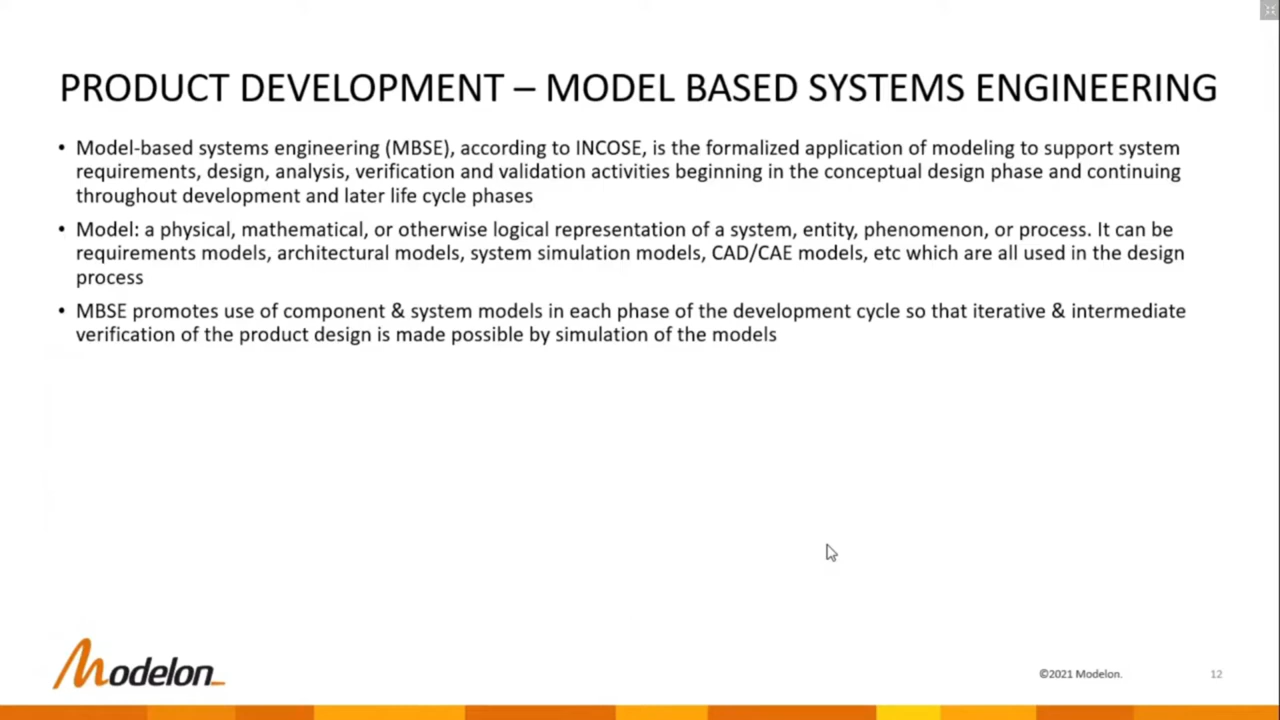 PRODUCT DEVELOPMENT – MODEL BASED SYSTEMS ENGINEERING
• Model-based systems engineering (MBSE), according to INCOSE, is the formalized application of modeling to support system
requirements, design, analysis, verification and validation activities beginning in the conceptual design phase and continuing
throughout development and later life cycle phases
• Model: a physical, mathematical, or otherwise logical representation of a system, entity, phenomenon, or process. It can be
requirements models, architectural models, system simulation models, CAD/CAE models, etc which are all used in the design
process
• MBSE promotes use of component & system models in each phase of the development cycle so that iterative & intermediate
verification of the product design is made possible by simulation of the models
Modelon
©2021 Modelon.
12